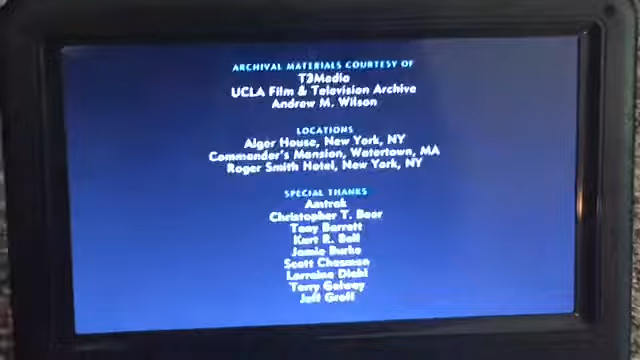 ARCHIVAL MATERIALS COURTESY OF
T3Media
UCLA Film & Television Archive
Andrew M. Wilson
LOCATIONS
Alger House, New York, NY
Commander's Mansion, Watertown, MA
Roger Smith Hotel, New York, NY
SPECIAL THANKS
Amtrak
Christopher T. Baer
Tony Barrett
Kurt R. Bell
Jamie Burke
Scott Chasman
Lorraine Diehl
Terry Golway
Jeff Groff